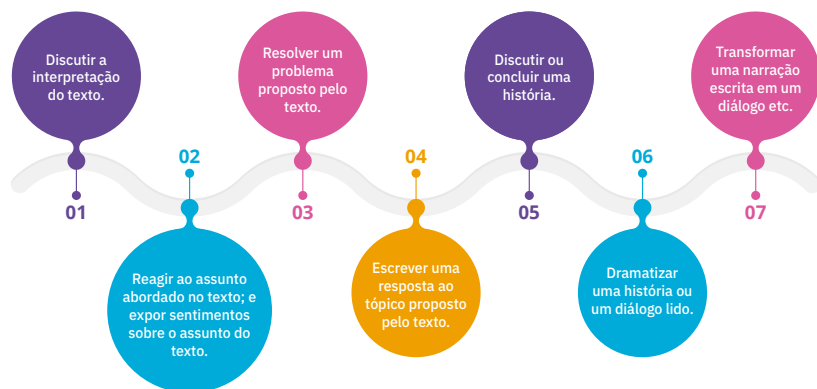 Discutir a
interpretação
do texto.
01
02
Reagir ao assunto
abordado no texto; e
expor sentimentos
sobre o assunto do
texto.
Resolver um
problema
proposto pelo
texto.
03
04
Escrever uma
resposta ao
tópico proposto
pelo texto.
Discutir ou
concluir uma
história.
05
06
Dramatizar
uma história ou
um diálogo lido.
Transformar
uma narração
escrita em um
diálogo etc.
07